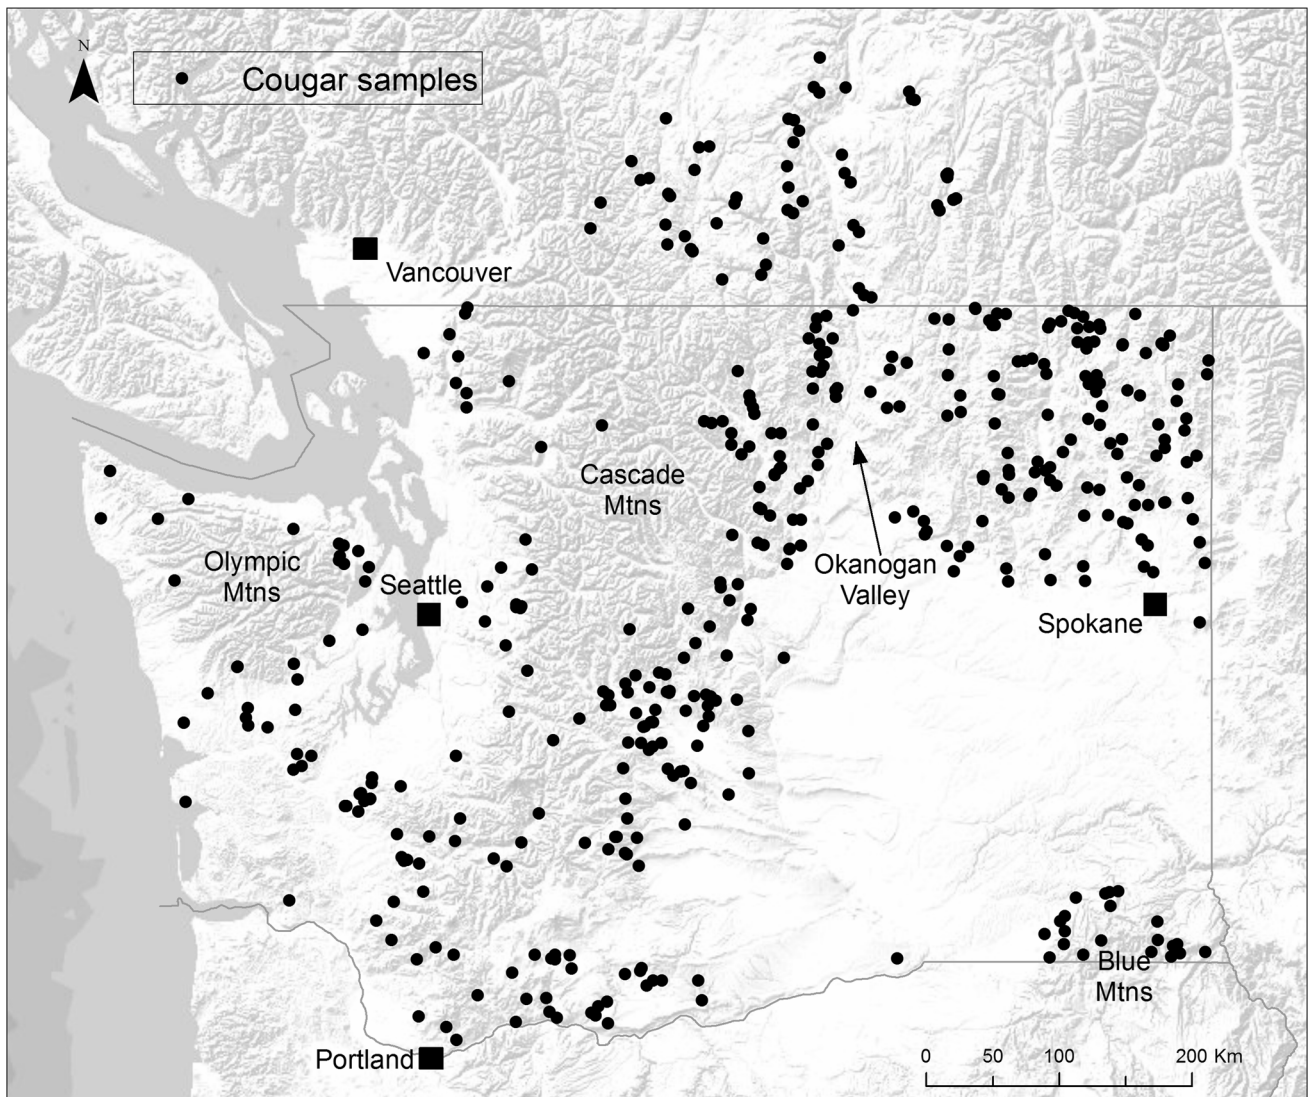 N
Cougar samples
Vancouver
Cascade
Mtns
Olympic
Mtns
Seattle
Okanogan
Valley
Spokane
Blue
Mtns
Portland
0 50 100 200 Km